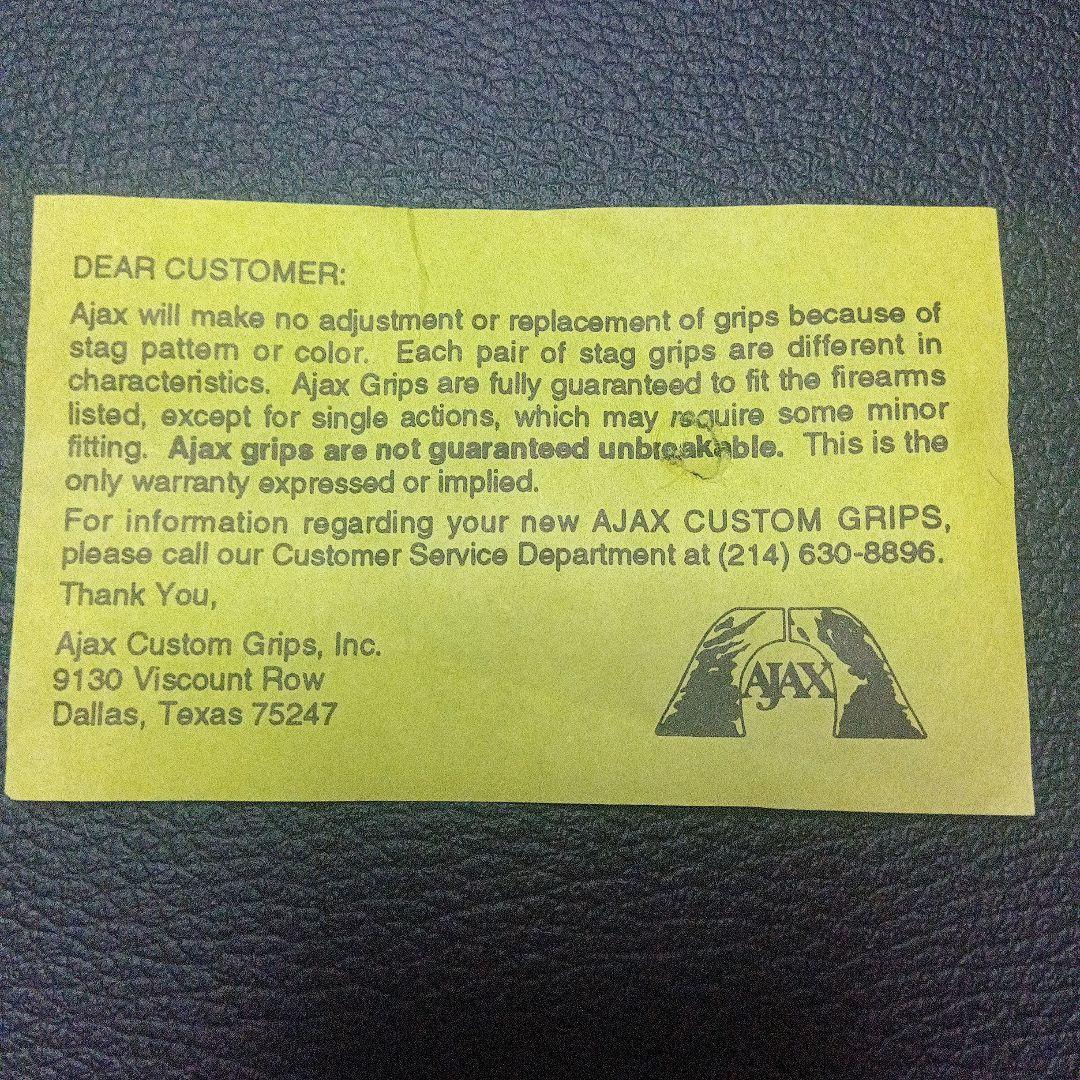 DEAR CUSTOMER:
Ajax will make no adjustment or replacement of grips because of
stag pattern or color. Each pair of stag grips are different in
characteristics. Ajax Grips are fully guaranteed to fit the firearms
listed, except for single actions, which may require some minor
fitting. Ajax grips are not guaranteed unbreakable. This is the
only warranty expressed or implied.
For information regarding your new AJAX CUSTOM GRIPS,
please call our Customer Service Department at (214) 630-8896.
Thank You,
Ajax Custom Grips, Inc.
9130 Viscount Row
Dallas, Texas 75247
AJAX